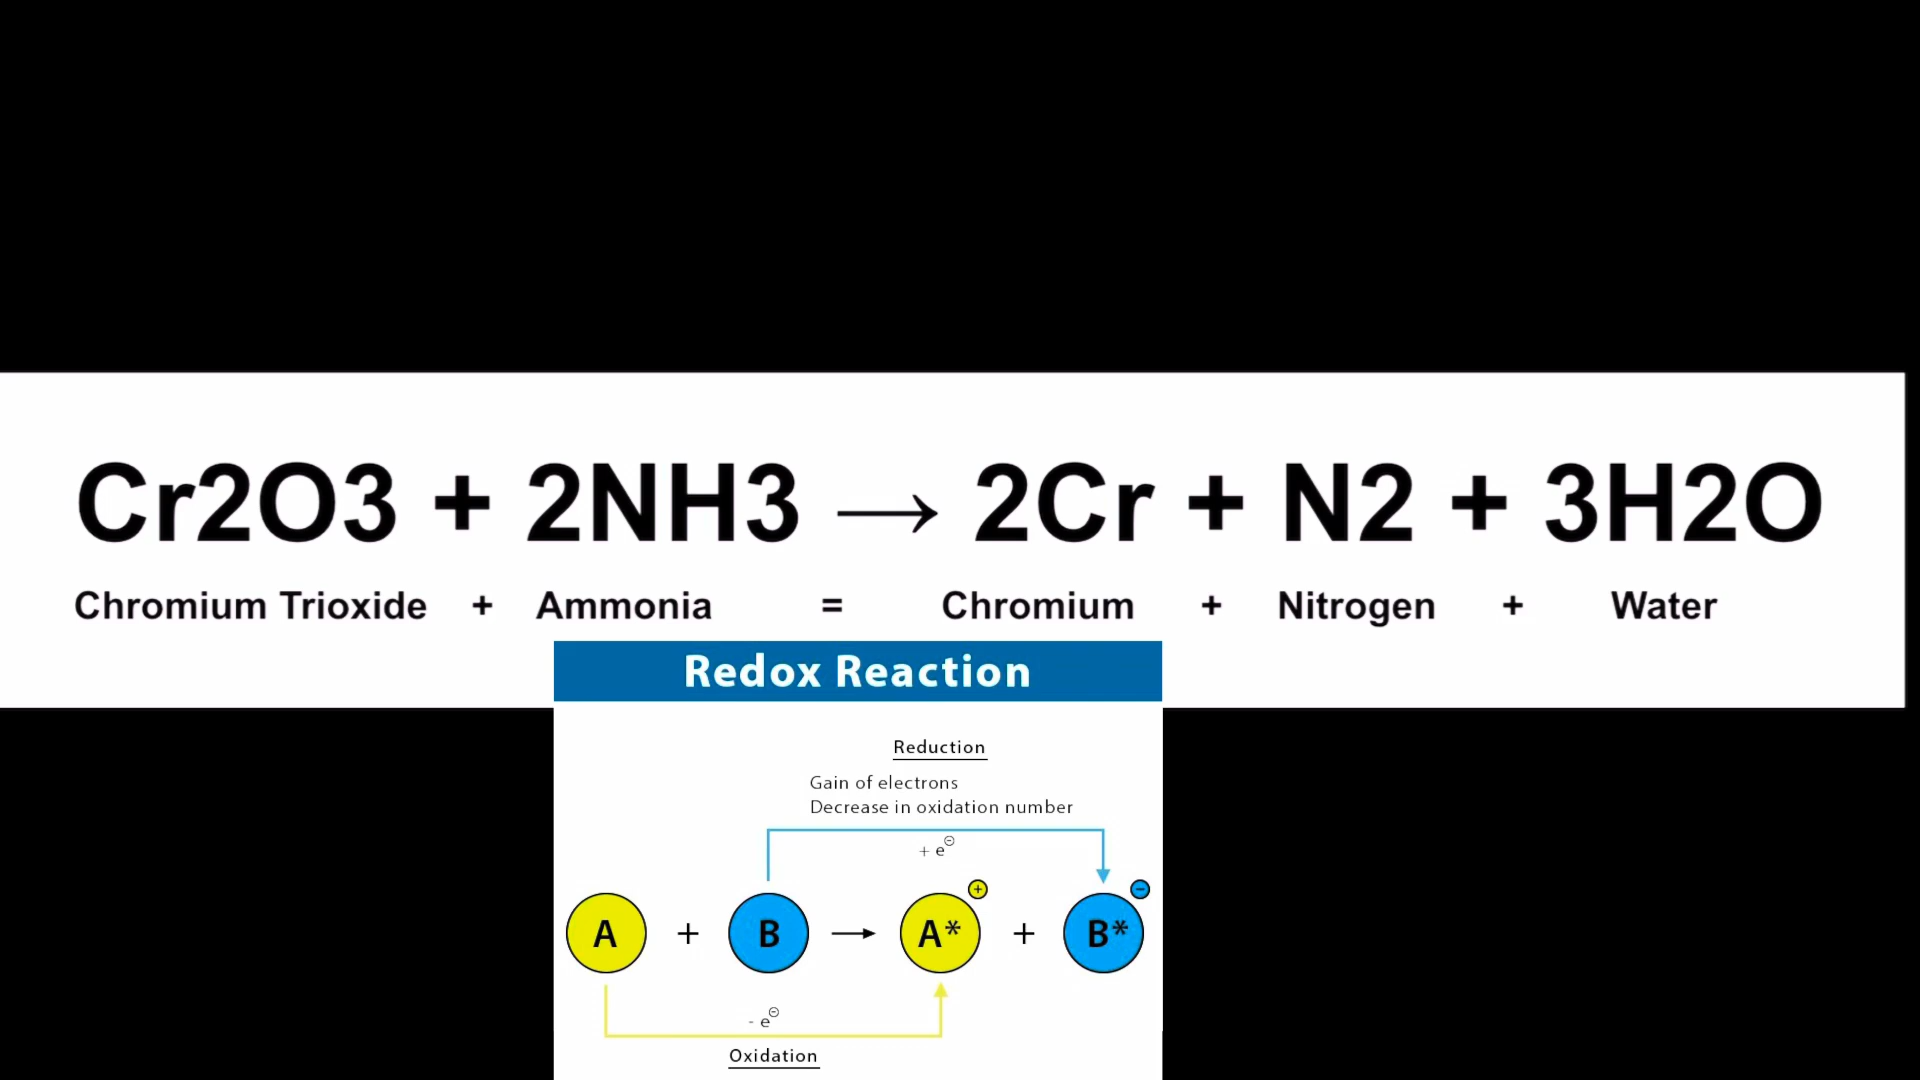 Cr2O3 + 2NH3 → 2Cr + N2 + 3H2O
Chromium Trioxide + Ammonia = Chromium + Nitrogen + Water
Redox Reaction
Reduction
Gain of electrons
Decrease in oxidation number
+ e⊖
A + B → A*⊕ + B*⊖
- e⊖
Oxidation